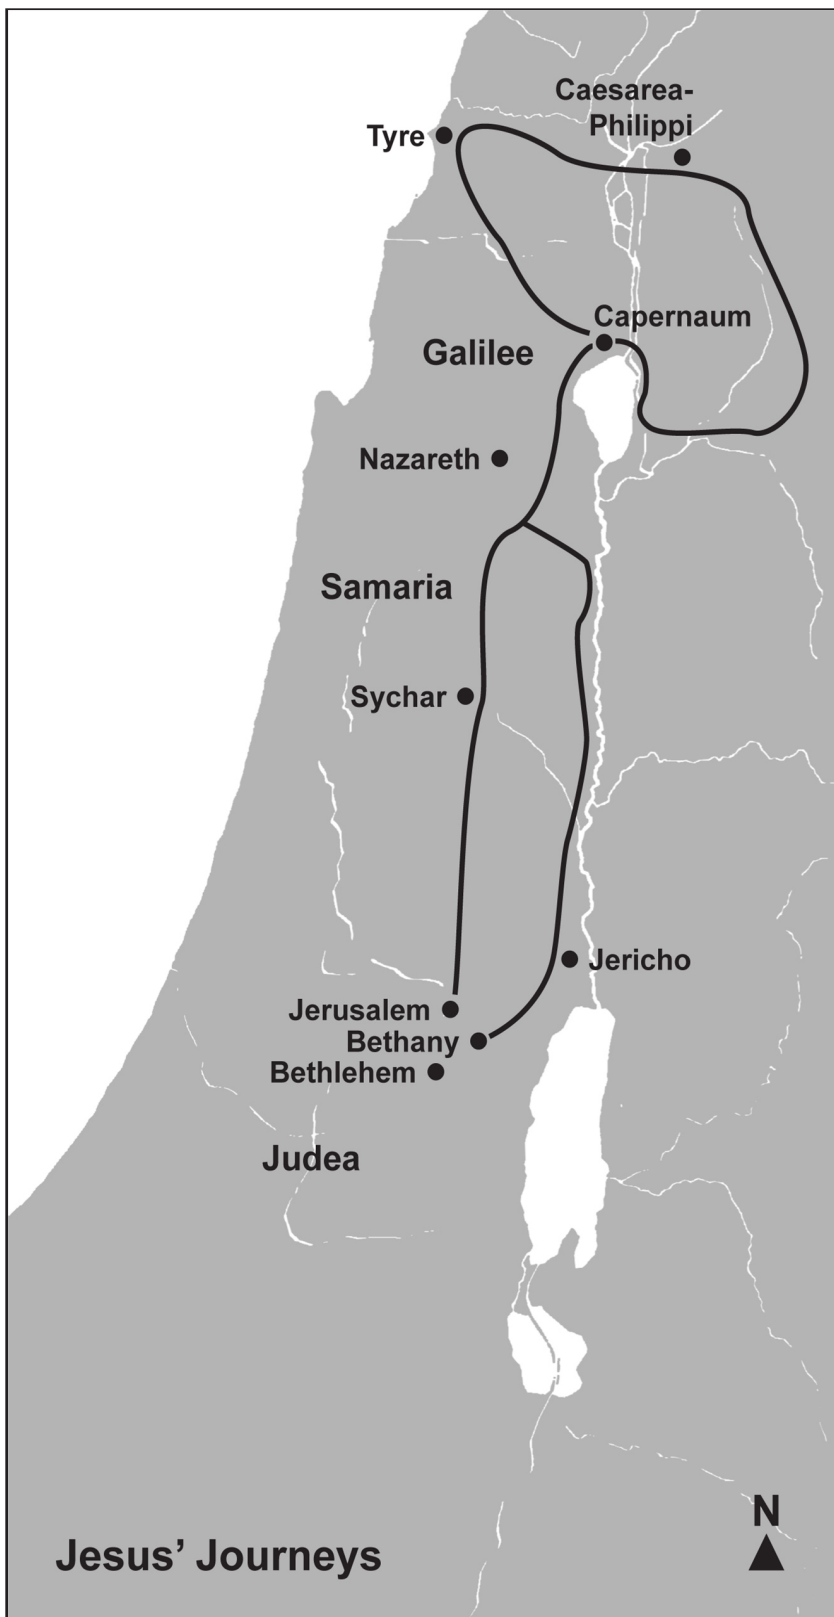 Caesarea-
Philippi
Tyre
Capernaum
Galilee
Nazareth
Samaria
Sychar
Jericho
Jerusalem
Bethany
Bethlehem
Judea
N
Jesus’ Journeys